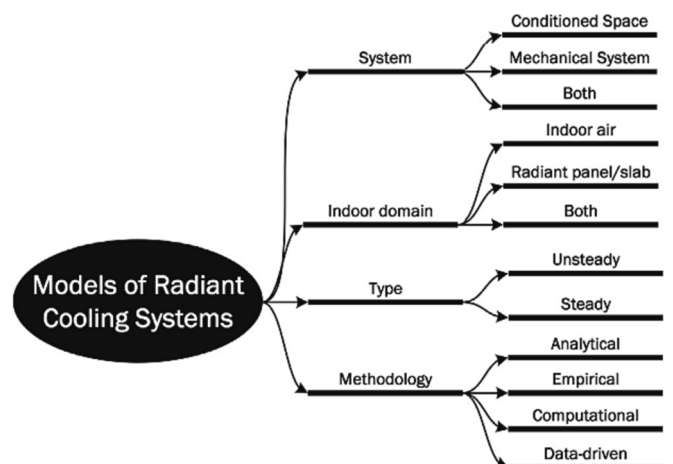 Models of Radiant
Cooling Systems
System
Conditioned Space
Mechanical System
Both
Indoor domain
Indoor air
Radiant panel/slab
Both
Type
Unsteady
Steady
Methodology
Analytical
Empirical
Computational
Data-driven